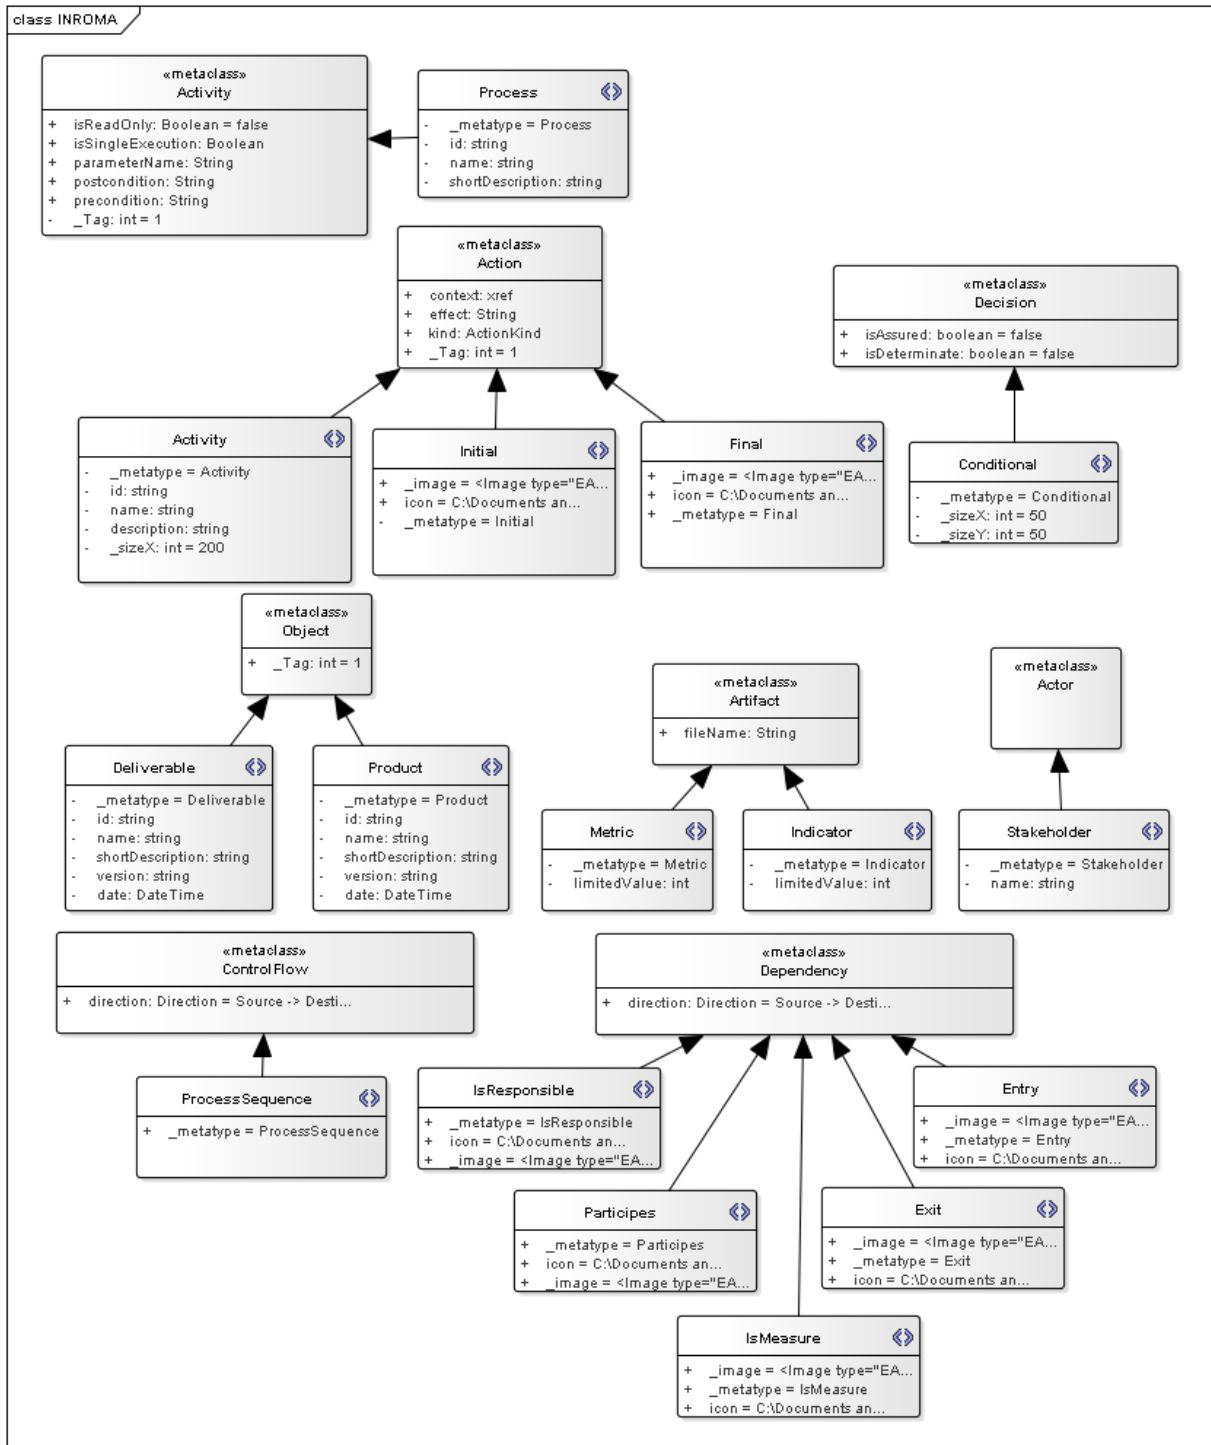 class INROMA
«metaclass»
Activity
+ isReadOnly: Boolean = false
+ isSingleExecution: Boolean
+ parameterName: String
+ postcondition: String
+ precondition: String
- _Tag: int = 1
Process
- _metatype = Process
- id: string
- name: string
- shortDescription: string
«metaclass»
Action
+ context: xref
+ effect: String
+ kind: ActionKind
+ _Tag: int = 1
«metaclass»
Decision
+ isAssured: boolean = false
+ isDeterminate: boolean = false
Activity
- _metatype = Activity
- id: string
- name: string
- description: string
- _sizeX: int = 200
Initial
+ _image = <Image type="EA...
+ icon = C:\Documents an...
- _metatype = Initial
Final
+ _image = <Image type="EA...
+ icon = C:\Documents an...
+ _metatype = Final
Conditional
- _metatype = Conditional
- _sizeX: int = 50
- _sizeY: int = 50
«metaclass»
Object
+ _Tag: int = 1
«metaclass»
Artifact
+ fileName: String
«metaclass»
Actor
Deliverable
- _metatype = Deliverable
- id: string
- name: string
- shortDescription: string
- version: string
- date: DateTime
Product
- _metatype = Product
- id: string
- name: string
- shortDescription: string
- version: string
- date: DateTime
Metric
- _metatype = Metric
- limitedValue: int
Indicator
- _metatype = Indicator
- limitedValue: int
Stakeholder
- _metatype = Stakeholder
- name: string
«metaclass»
ControlFlow
+ direction: Direction = Source -> Desti...
«metaclass»
Dependency
+ direction: Direction = Source -> Desti...
ProcessSequence
+ _metatype = ProcessSequence
IsResponsible
+ _metatype = IsResponsible
+ icon = C:\Documents an...
+ _image = <Image type="EA...
Entry
+ _image = <Image type="EA...
+ _metatype = Entry
+ icon = C:\Documents an...
Participes
+ _metatype = Participes
+ icon = C:\Documents an...
+ _image = <Image type="EA...
Exit
+ _image = <Image type="EA...
+ _metatype = Exit
+ icon = C:\Documents an...
IsMeasure
+ _image = <Image type="EA...
+ _metatype = IsMeasure
+ icon = C:\Documents an...